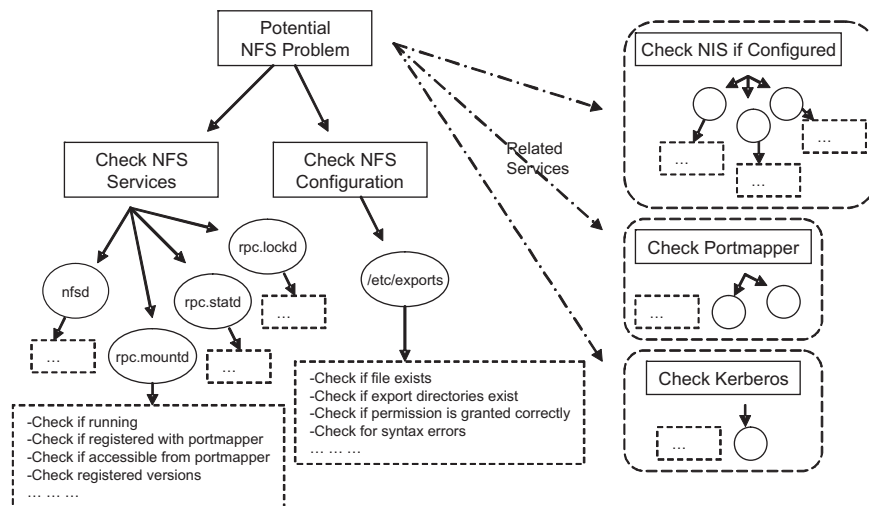 Potential
NFS Problem
Check NIS if Configured
...
...
...
Related
Services
Check NFS
Services
Check NFS
Configuration
Check Portmapper
...
nfsd
rpc.mountd
rpc.statd
rpc.lockd
/etc/exports
...
...
...
-Check if running
-Check if registered with portmapper
-Check if accessible from portmapper
-Check registered versions
... ... ...
-Check if file exists
-Check if export directories exist
-Check if permission is granted correctly
-Check for syntax errors
... ... ...
Check Kerberos
...